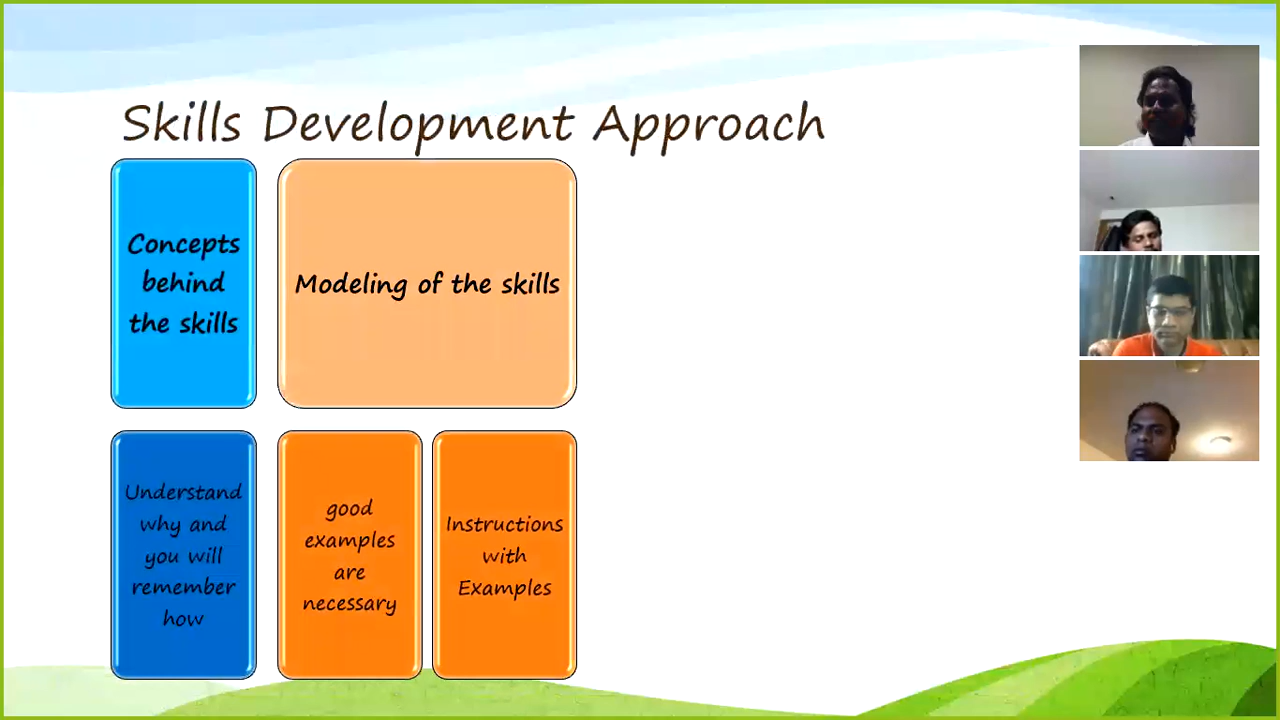 Skills Development Approach
Concepts
behind
the skills
Modeling of the skills
Understand
why and
you will
remember
how
good
examples
are
necessary
Instructions
with
Examples